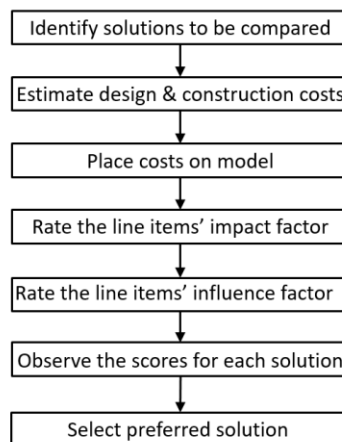 Identify solutions to be compared
Estimate design & construction costs
Place costs on model
Rate the line items' impact factor
Rate the line items' influence factor
Observe the scores for each solution
Select preferred solution